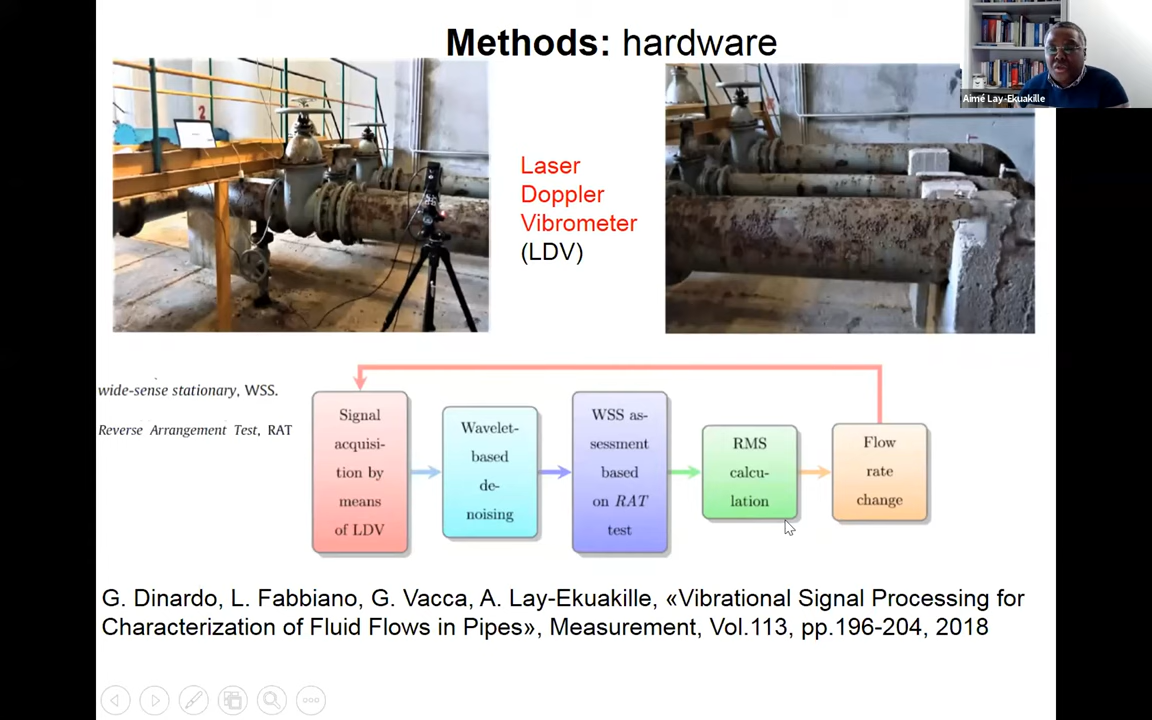 Methods: hardware
Aimé Lay-Ekuakille
2
Laser
Doppler
Vibrometer
(LDV)
wide-sense stationary, WSS.
Reverse Arrangement Test, RAT
Signal
acquisi-
tion by
means
of LDV
Wavelet-
based
de-
noising
WSS as-
sessment
based
on RAT
test
RMS
calcu-
lation
Flow
rate
change
G. Dinardo, L. Fabbiano, G. Vacca, A. Lay-Ekuakille, «Vibrational Signal Processing for
Characterization of Fluid Flows in Pipes», Measurement, Vol.113, pp.196-204, 2018